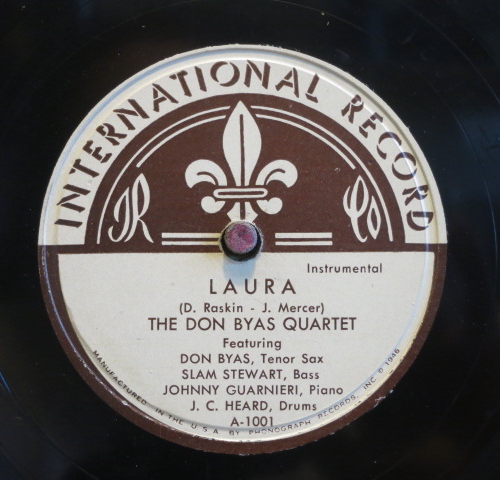 INTERNATIONAL RECORD
IR Co
Instrumental
LAURA
(D. Raskin - J. Mercer)
THE DON BYAS QUARTET
Featuring
DON BYAS, Tenor Sax
SLAM STEWART, Bass
JOHNNY GUARNIERI, Piano
J. C. HEARD, Drums
A-1001
MANUFACTURED IN THE U.S.A. BY PHONOGRAPH RECORDS, INC. © 1946